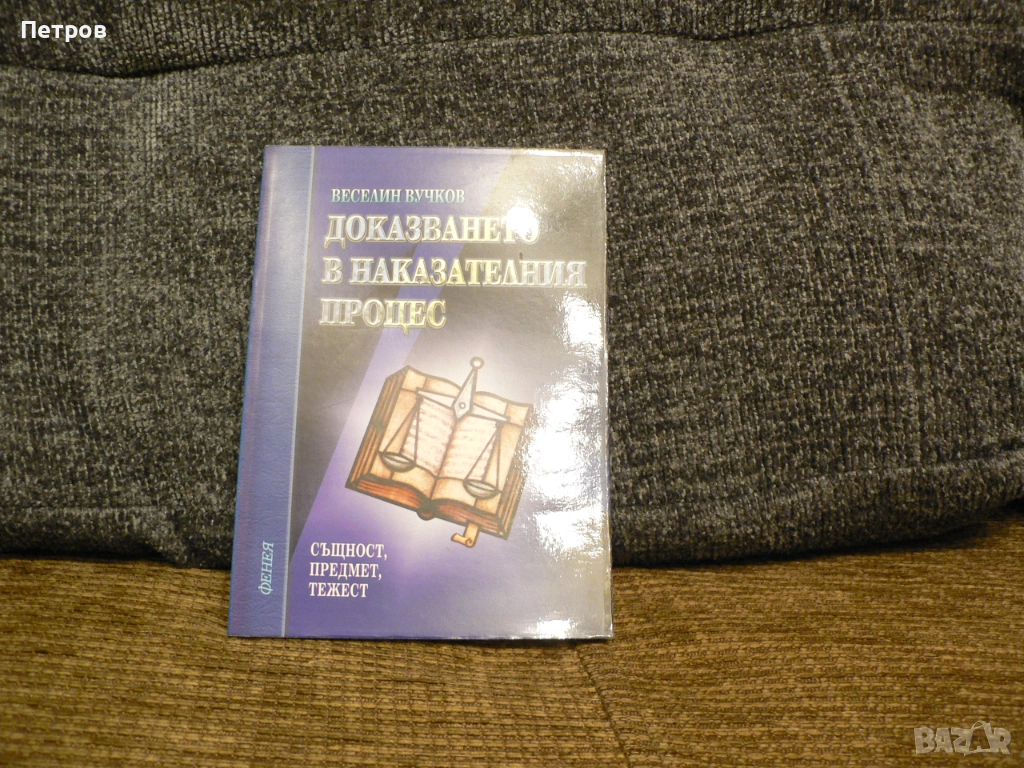 Петров
ВЕСЕЛИН ВУЧКОВ
ДОКАЗВАНЕТО
В НАКАЗАТЕЛНИЯ
ПРОЦЕС
СЪЩНОСТ,
ПРЕДМЕТ,
ТЕЖЕСТ
ФЕНЕЯ
BAZAR